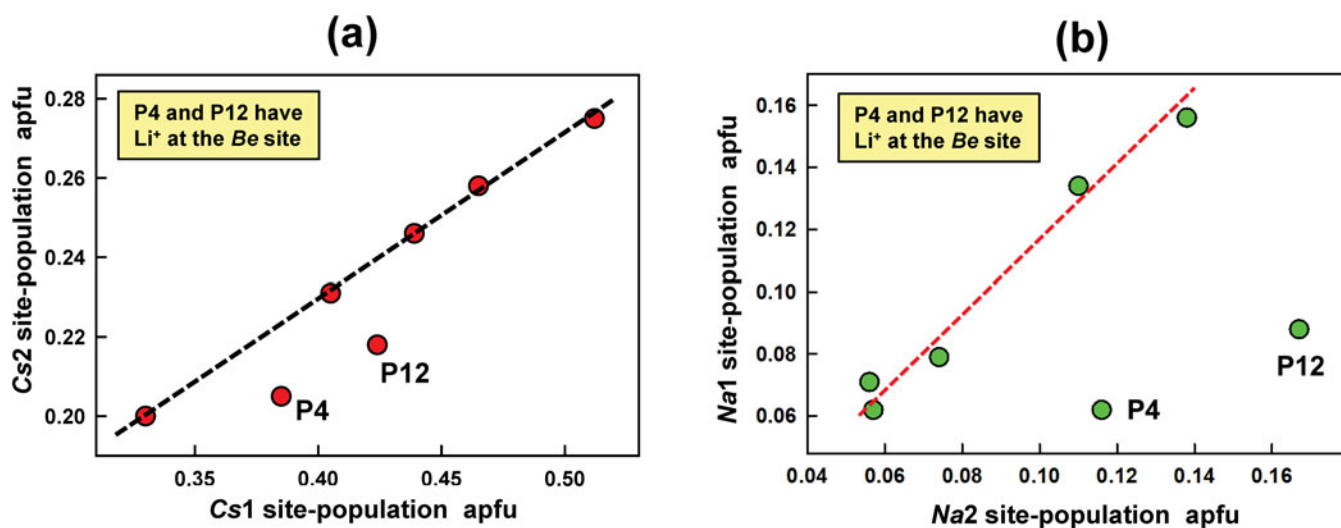 (a)
P4 and P12 have
Li⁺ at the Be site
Cs2 site-population apfu
0.28
0.26
0.24
0.22
0.20
P12
P4
0.35
0.40
0.45
0.50
Cs1 site-population apfu
(b)
P4 and P12 have
Li⁺ at the Be site
Na1 site-population apfu
0.16
0.14
0.12
0.10
0.08
0.06
P12
P4
0.04
0.06
0.08
0.10
0.12
0.14
0.16
Na2 site-population apfu